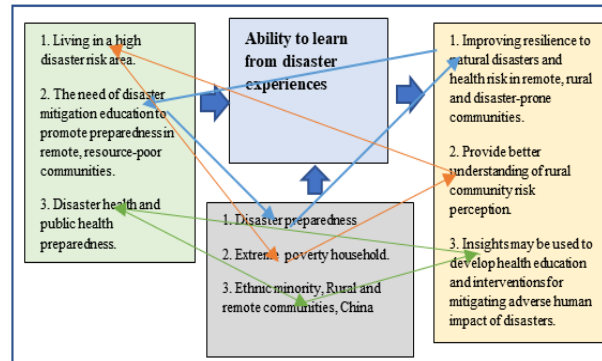 1. Living in a high
disaster risk area.
2. The need of disaster
mitigation education to
promote preparedness in
remote, resource-poor
communities.
3. Disaster health and
public health
preparedness.
Ability to learn
from disaster
experiences
1. Disaster preparedness
2. Extreme poverty household.
3. Ethnic minority, Rural and
remote communities, China
1. Improving resilience to
natural disasters and
health risk in remote, rural
and disaster-prone
communities.
2. Provide better
understanding of rural
community risk
perception.
3. Insights may be used to
develop health education
and interventions for
mitigating adverse human
impact of disasters.